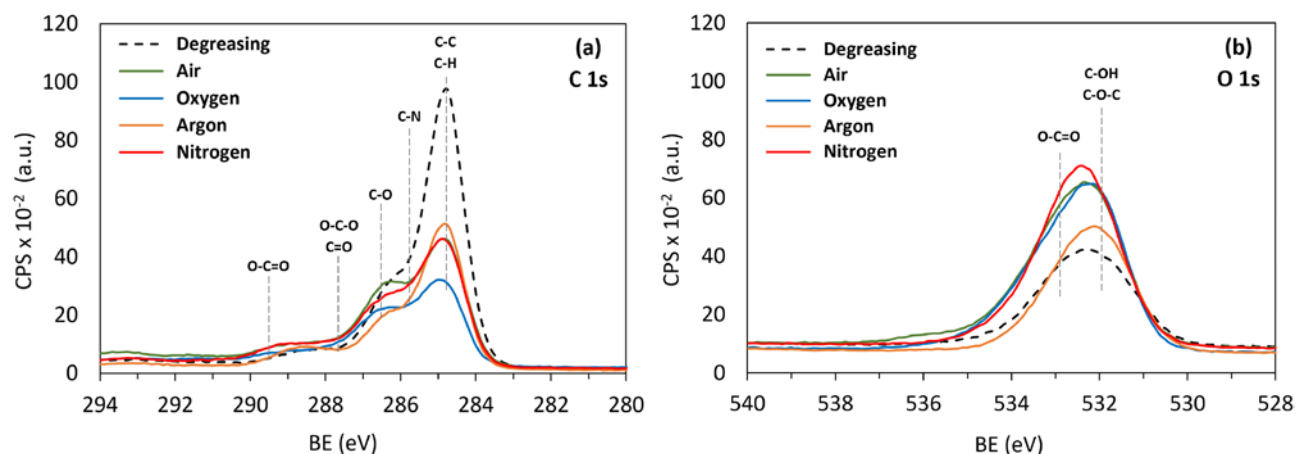 120
100
80
60
40
20
0
CPS x 10⁻² (a.u.)
Degreasing
Air
Oxygen
Argon
Nitrogen
(a)
C 1s
C-C
C-H
C-N
C-O
O-C-O
C=O
O-C=O
294 292 290 288 286 284 282 280
BE (eV)
120
100
80
60
40
20
0
CPS x 10⁻² (a.u.)
Degreasing
Air
Oxygen
Argon
Nitrogen
(b)
O 1s
C-OH
C-O-C
O-C=O
540 538 536 534 532 530 528
BE (eV)